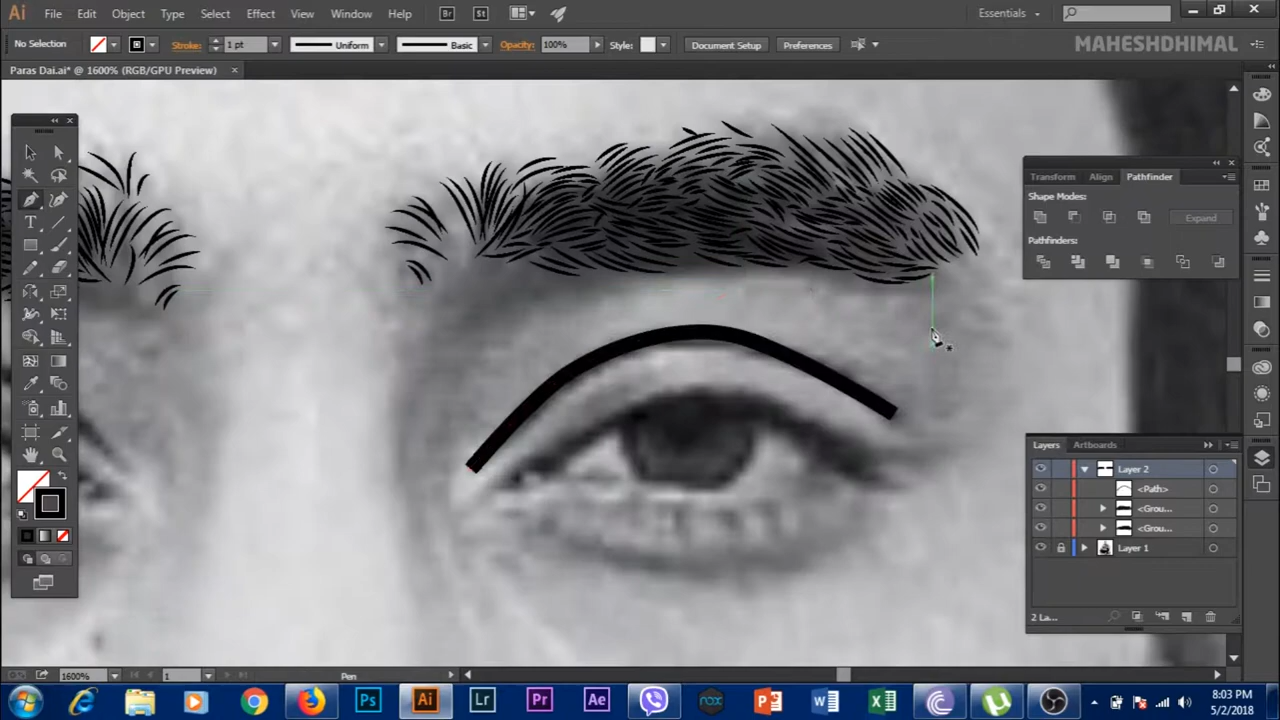 Ai File Edit Object Type Select Effect View Window Help Br St Essentials
No Selection Stroke: 1 pt Uniform Basic Opacity: 100% Style: Document Setup Preferences MAHESHDHIMAL
Paras Dai.ai* @ 1600% (RGB/GPU Preview)
Transform Align Pathfinder
Shape Modes:
Expand
Pathfinders:
Layers Artboards
Layer 2
<Path>
<Grou...
<Grou...
Layer 1
2 La...
1600% 1 Pen
Ps Ai Lr Pr Ae nox
8:03 PM
5/2/2018